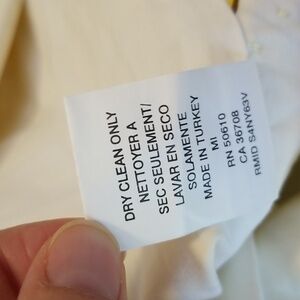 DRY CLEAN ONLY
NETTOYER A
SEC SEULEMENT/
LAVAR EN SECO
SOLAMENTE
MADE IN TURKEY
MI
RN 50610
CA 36708
RMID S4NY63V